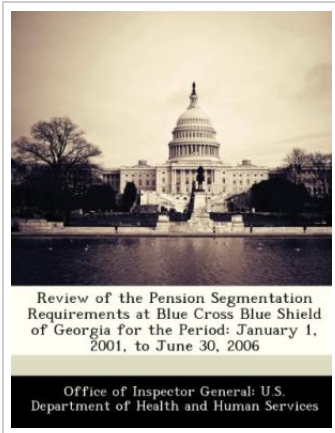 Review of the Pension Segmentation
Requirements at Blue Cross Blue Shield
of Georgia for the Period: January 1,
2001, to June 30, 2006
Office of Inspector General: U.S.
Department of Health and Human Services